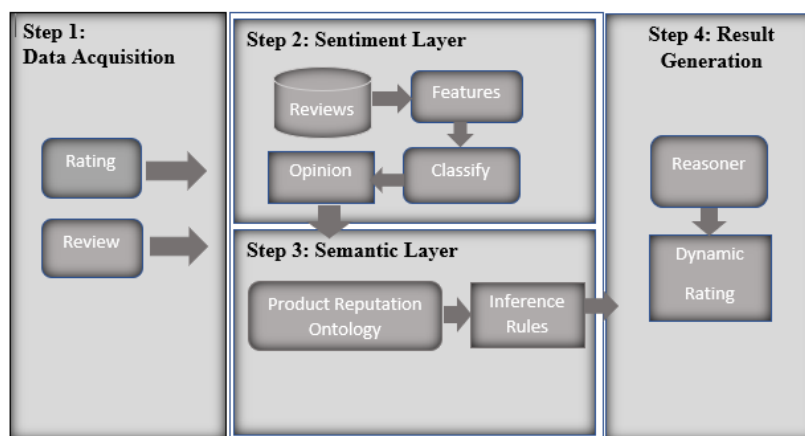 Step 1:
Data Acquisition
Rating
Review
Step 2: Sentiment Layer
Reviews
Features
Opinion
Classify
Step 3: Semantic Layer
Product Reputation
Ontology
Inference
Rules
Step 4: Result
Generation
Reasoner
Dynamic
Rating